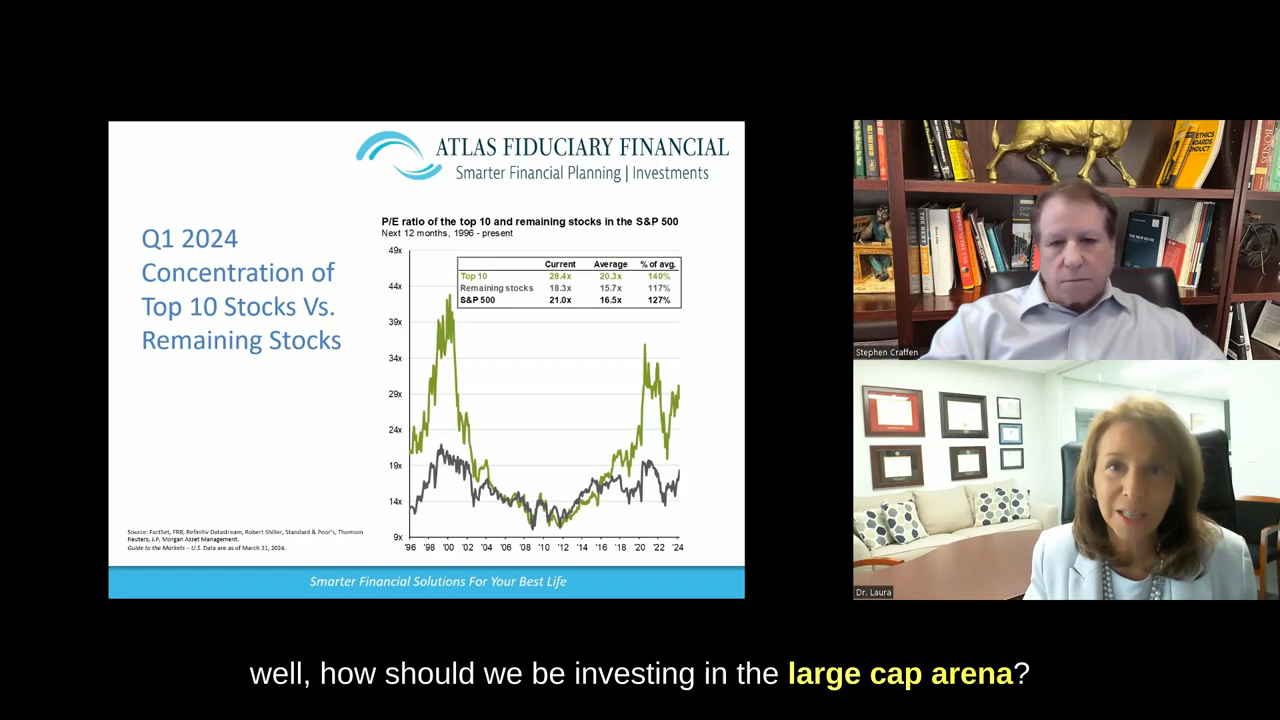 ATLAS FIDUCIARY FINANCIAL
Smarter Financial Planning | Investments
Q1 2024
Concentration of
Top 10 Stocks Vs.
Remaining Stocks
P/E ratio of the top 10 and remaining stocks in the S&P 500
Next 12 months, 1996 - present
49x
44x
39x
34x
29x
24x
19x
14x
9x
Current Average % of avg.
Top 10 28.4x 20.3x 140%
Remaining stocks 18.3x 15.7x 117%
S&P 500 21.0x 16.5x 127%
'96 '98 '00 '02 '04 '06 '08 '10 '12 '14 '16 '18 '20 '22 '24
Source: FactSet, FRB, Refinitiv Datastream, Robert Shiller, Standard & Poor's, Thomson
Reuters, J.P. Morgan Asset Management.
Guide to the Markets – U.S. Data are as of March 31, 2024.
Smarter Financial Solutions For Your Best Life
ETHICS
BONDS
Stephen Craffen
Dr. Laura
well, how should we be investing in the large cap arena?